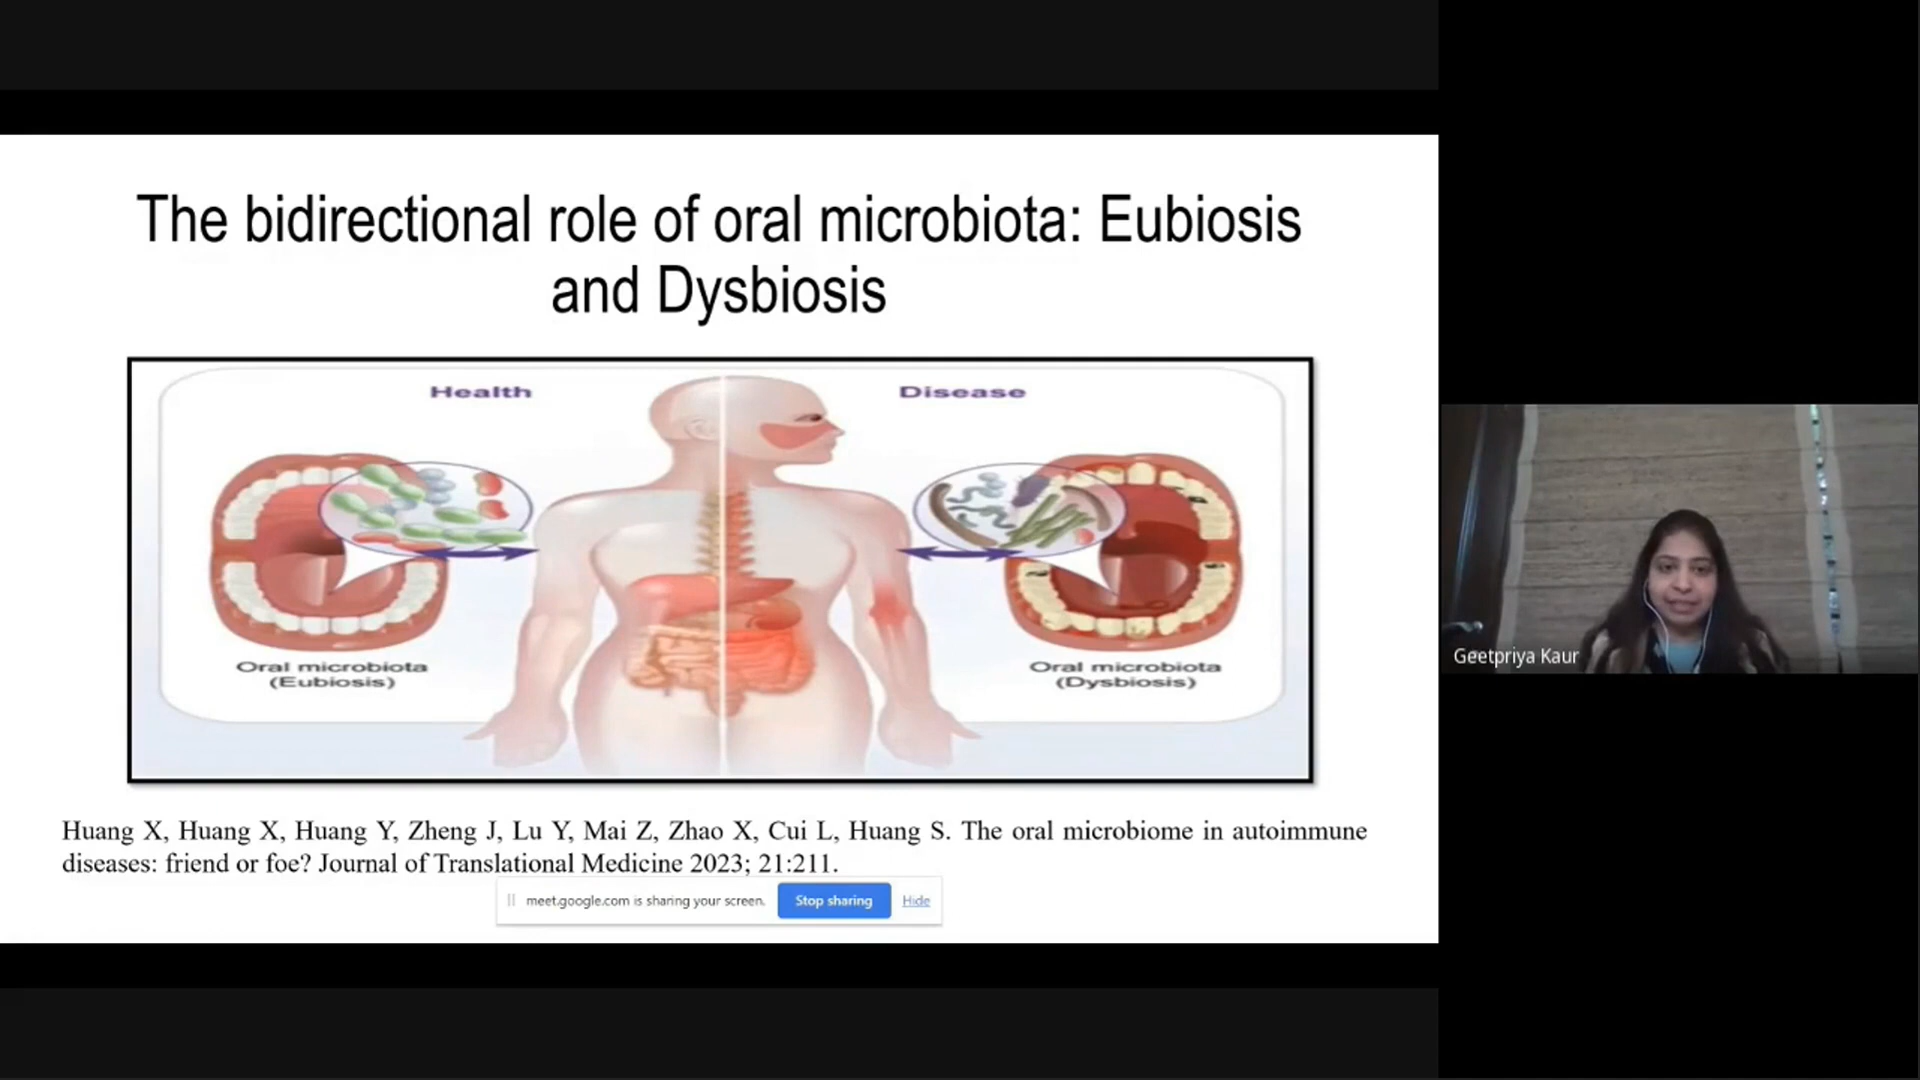 The bidirectional role of oral microbiota: Eubiosis
and Dysbiosis
Health
Disease
Oral microbiota
(Eubiosis)
Oral microbiota
(Dysbiosis)
Huang X, Huang X, Huang Y, Zheng J, Lu Y, Mai Z, Zhao X, Cui L, Huang S. The oral microbiome in autoimmune
diseases: friend or foe? Journal of Translational Medicine 2023; 21:211.
meet.google.com is sharing your screen.
Stop sharing
Hide
Geetpriya Kaur